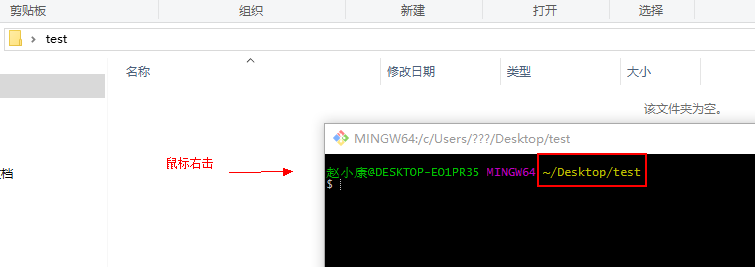 剪贴板 组织 新建 打开 选择
test
名称 修改日期 类型 大小
该文件夹为空。
MINGW64:/c/Users/???/Desktop/test
鼠标右击
文档
赵小康@DESKTOP-EO1PR35 MINGW64 ~/Desktop/test
$